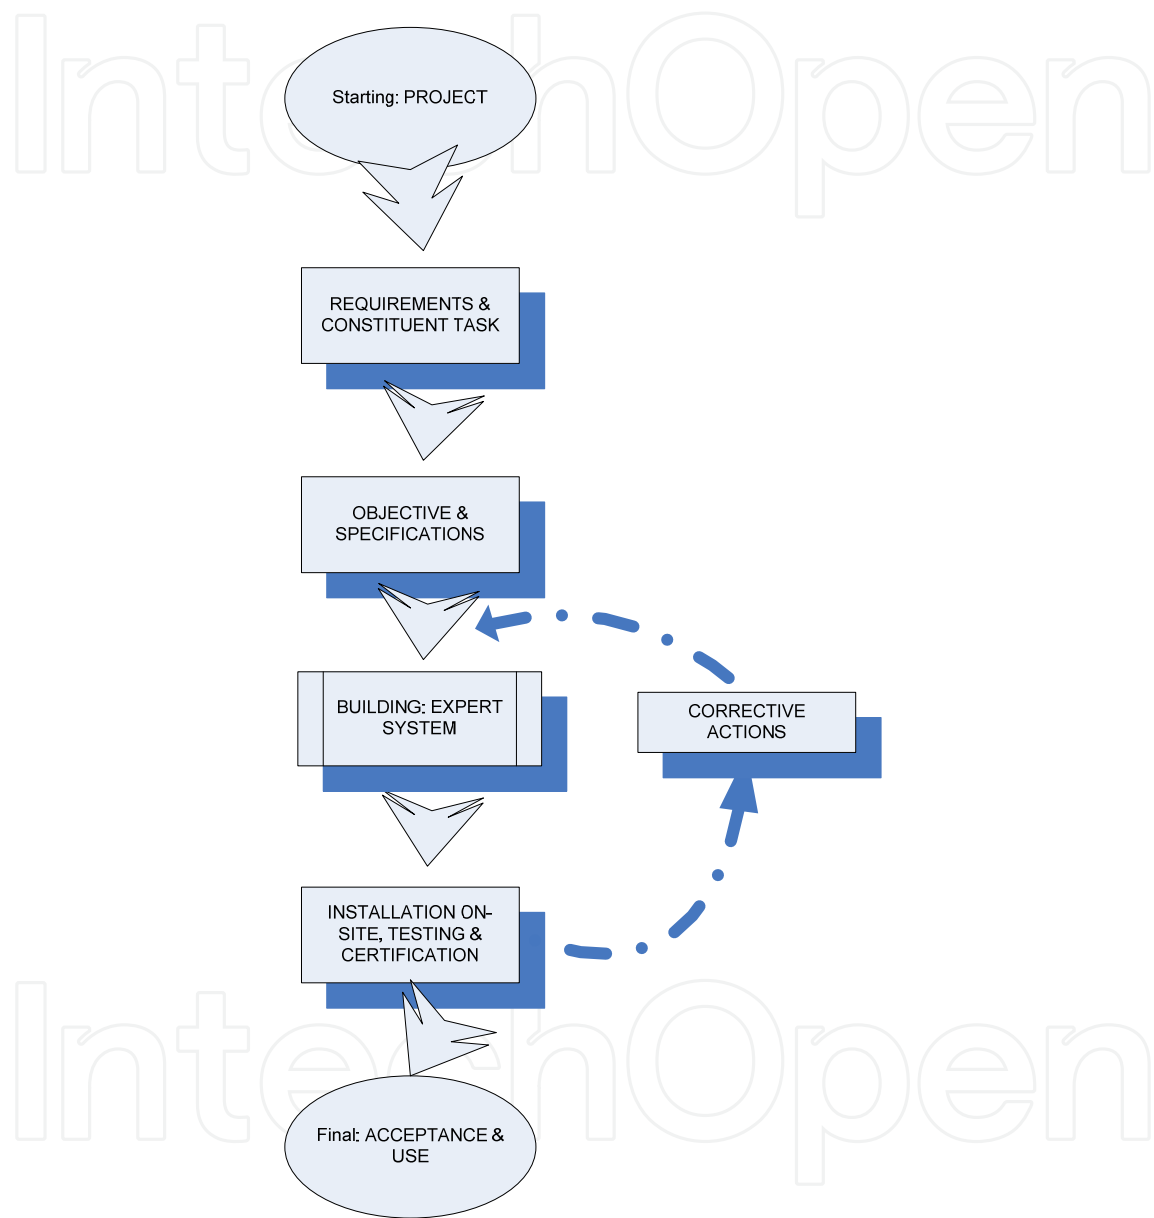 IntechOpen
Starting: PROJECT
REQUIREMENTS &
CONSTITUENT TASK
OBJECTIVE &
SPECIFICATIONS
BUILDING: EXPERT
SYSTEM
CORRECTIVE
ACTIONS
INSTALLATION ON-
SITE, TESTING &
CERTIFICATION
IntechOpen
Final: ACCEPTANCE &
USE